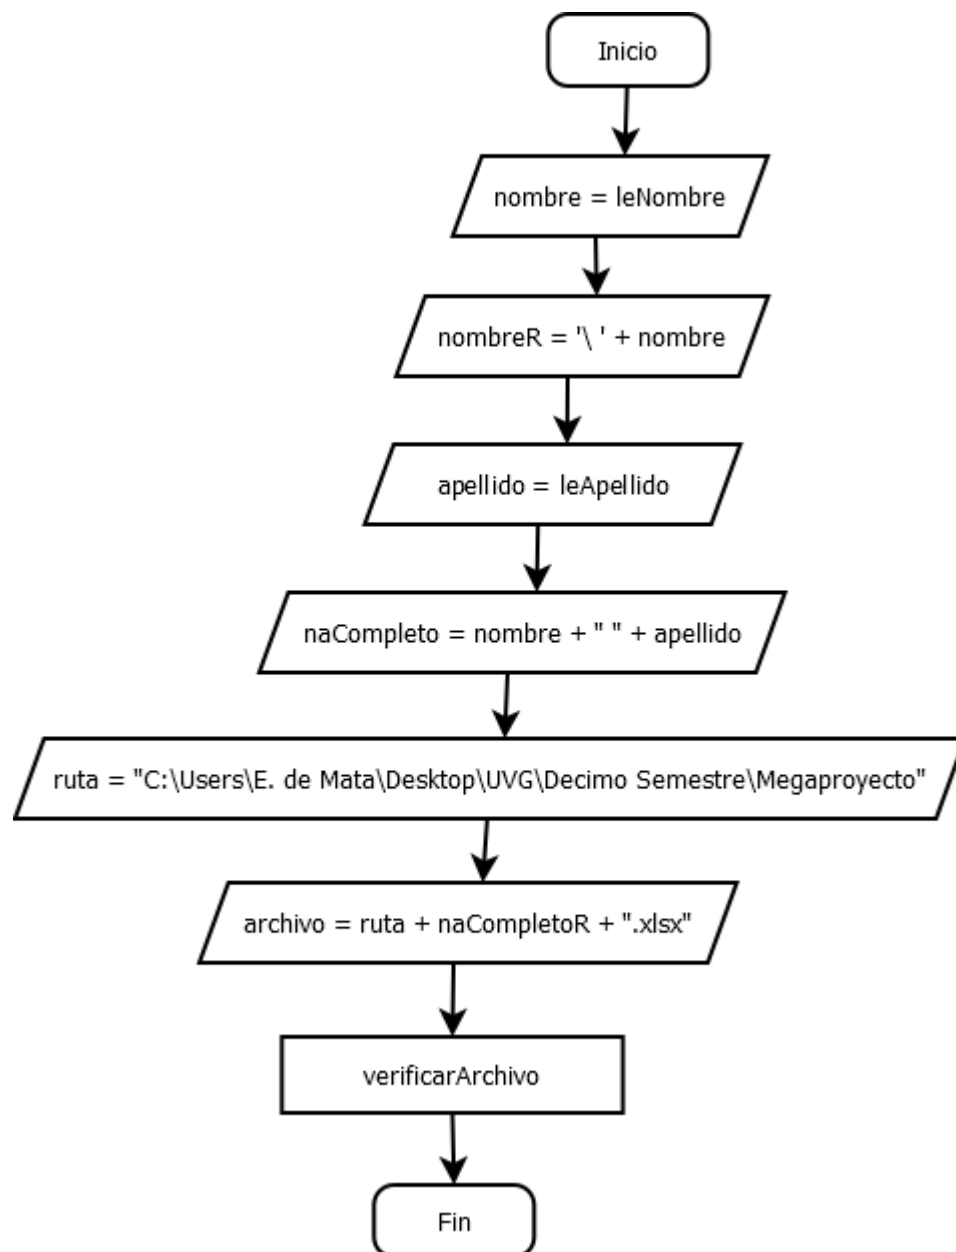 Inicio
nombre = leNombre
nombreR = '\ ' + nombre
apellido = leApellido
naCompleto = nombre + " " + apellido
ruta = "C:\Users\E. de Mata\Desktop\UVG\Decimo Semestre\Megaproyecto"
archivo = ruta + naCompletoR + ".xlsx"
verificarArchivo
Fin